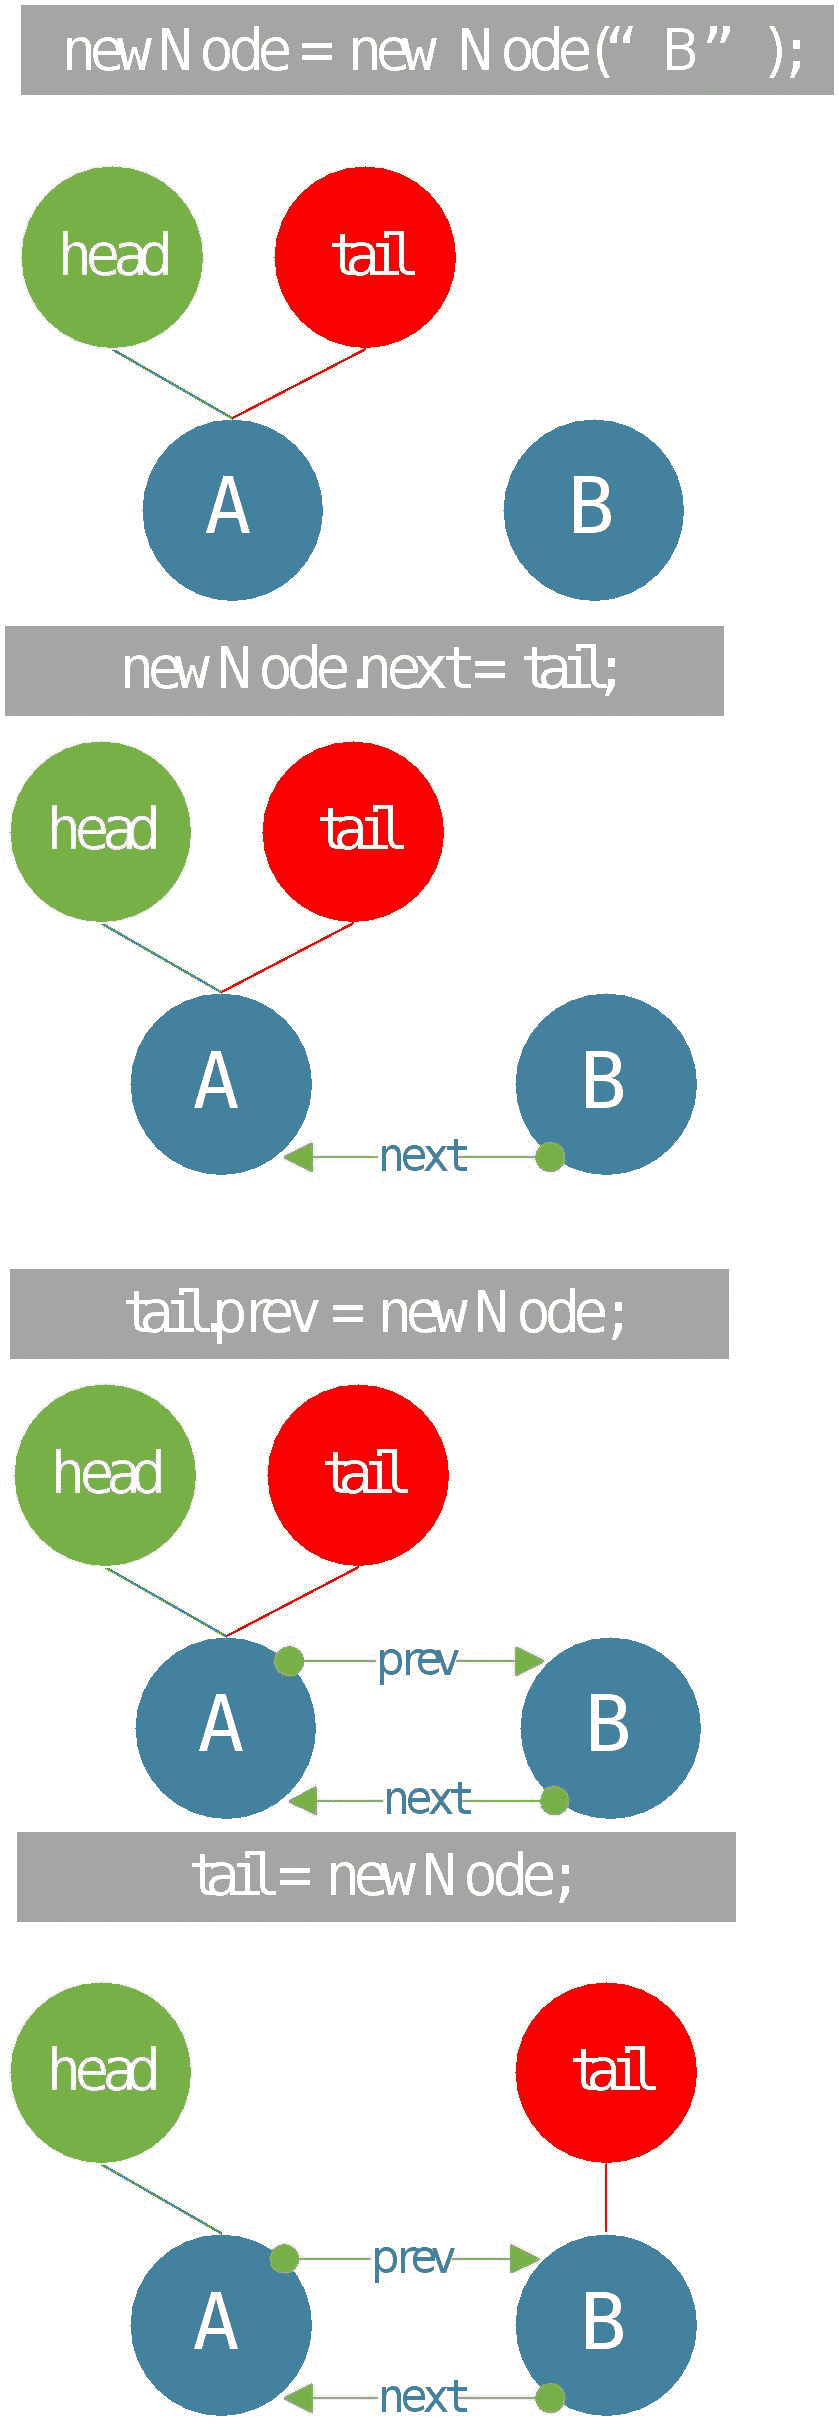 newNode = new Node(“ B” );
head tail
A B
newNode.next = tail;
head tail
A B
next
tail.prev = newNode;
head tail
prev
A B
next
tail = newNode;
head tail
prev
A B
next